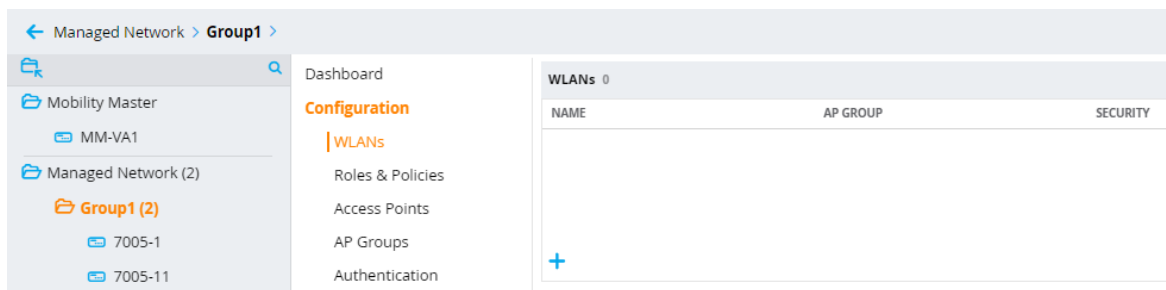 Managed Network > Group1 >
Mobility Master
MM-VA1
Managed Network (2)
Group1 (2)
7005-1
7005-11
Dashboard
Configuration
WLANs
Roles & Policies
Access Points
AP Groups
Authentication
WLANs 0
NAME AP GROUP SECURITY